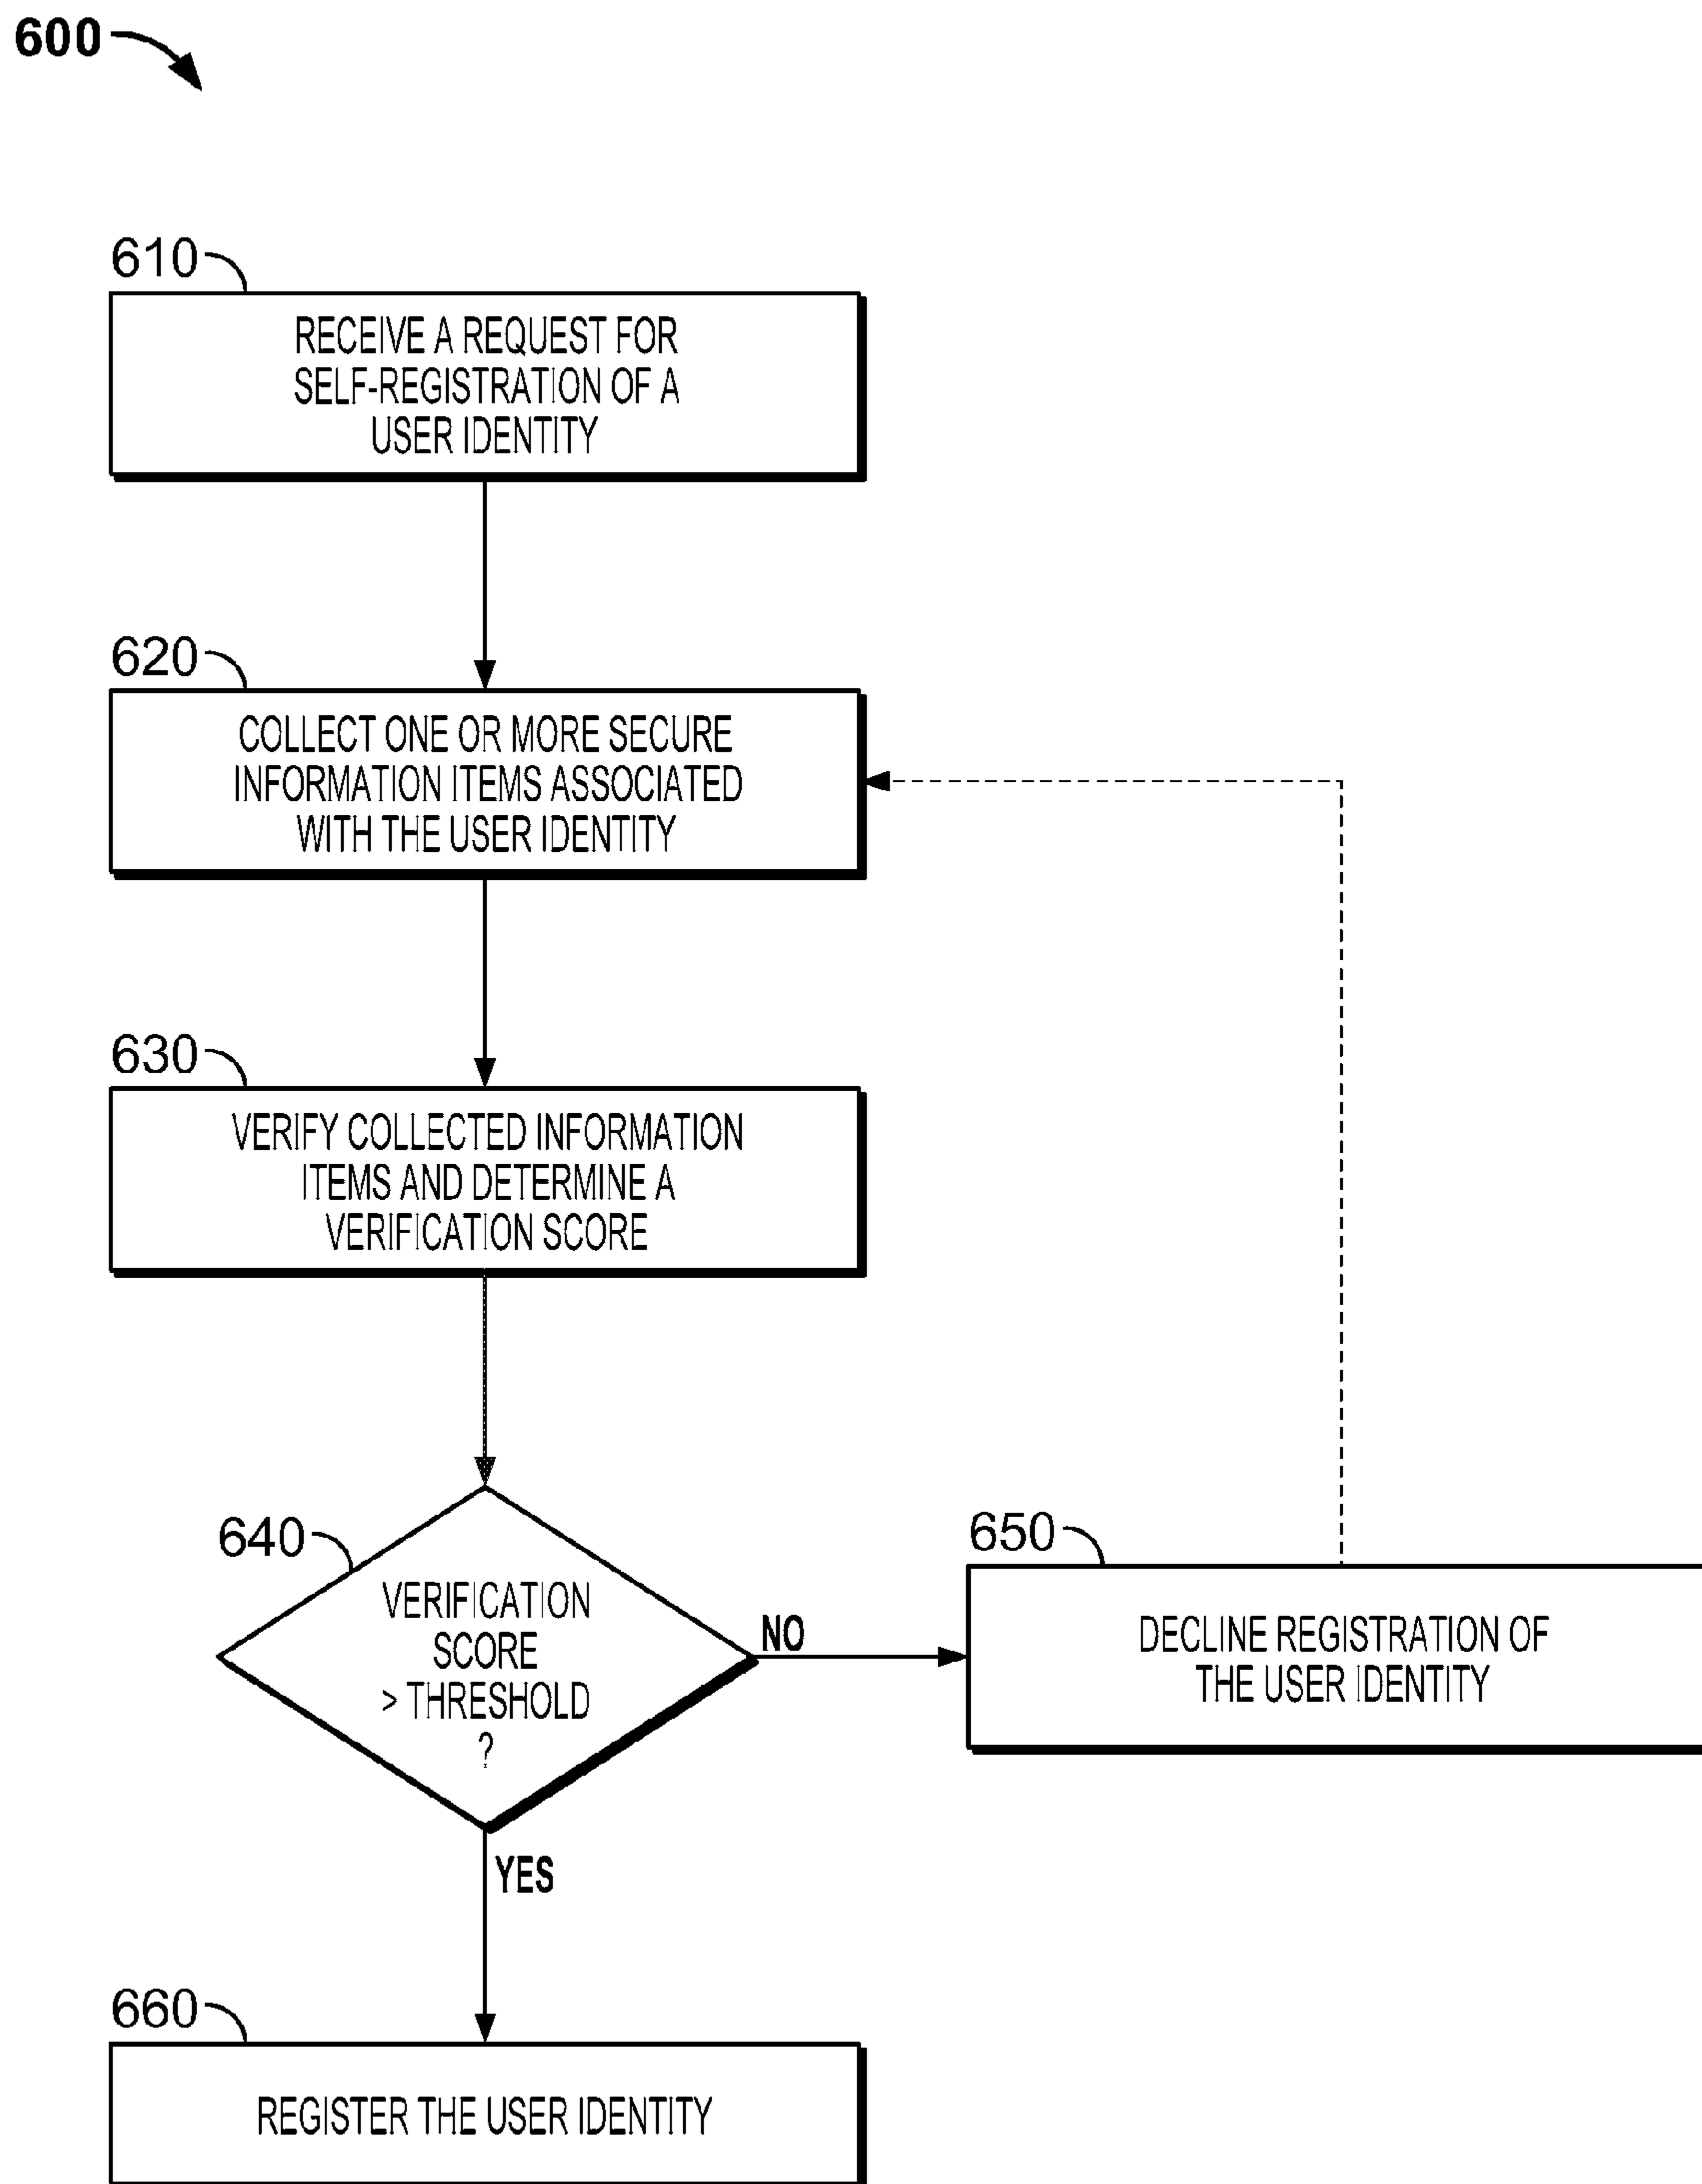 600
610
RECEIVE A REQUEST FOR
SELF-REGISTRATION OF A
USER IDENTITY
620
COLLECT ONE OR MORE SECURE
INFORMATION ITEMS ASSOCIATED
WITH THE USER IDENTITY
630
VERIFY COLLECTED INFORMATION
ITEMS AND DETERMINE A
VERIFICATION SCORE
640
VERIFICATION
SCORE
> THRESHOLD
?
NO
650
DECLINE REGISTRATION OF
THE USER IDENTITY
YES
660
REGISTER THE USER IDENTITY